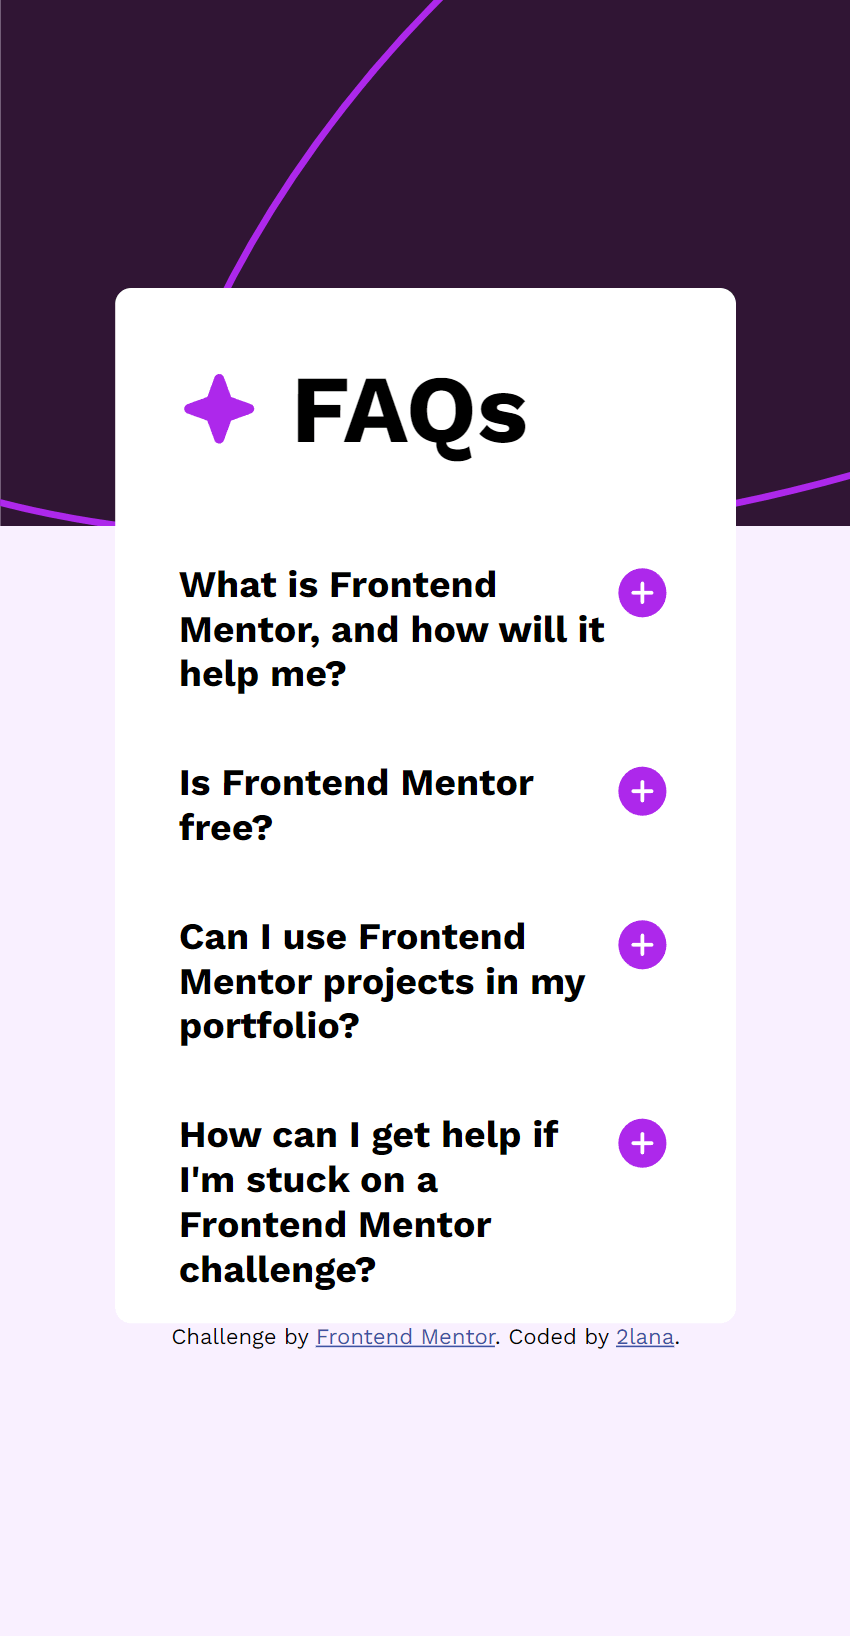 FAQs
What is Frontend
Mentor, and how will it
help me?
Is Frontend Mentor
free?
Can I use Frontend
Mentor projects in my
portfolio?
How can I get help if
I'm stuck on a
Frontend Mentor
challenge?
Challenge by Frontend Mentor. Coded by 2lana.